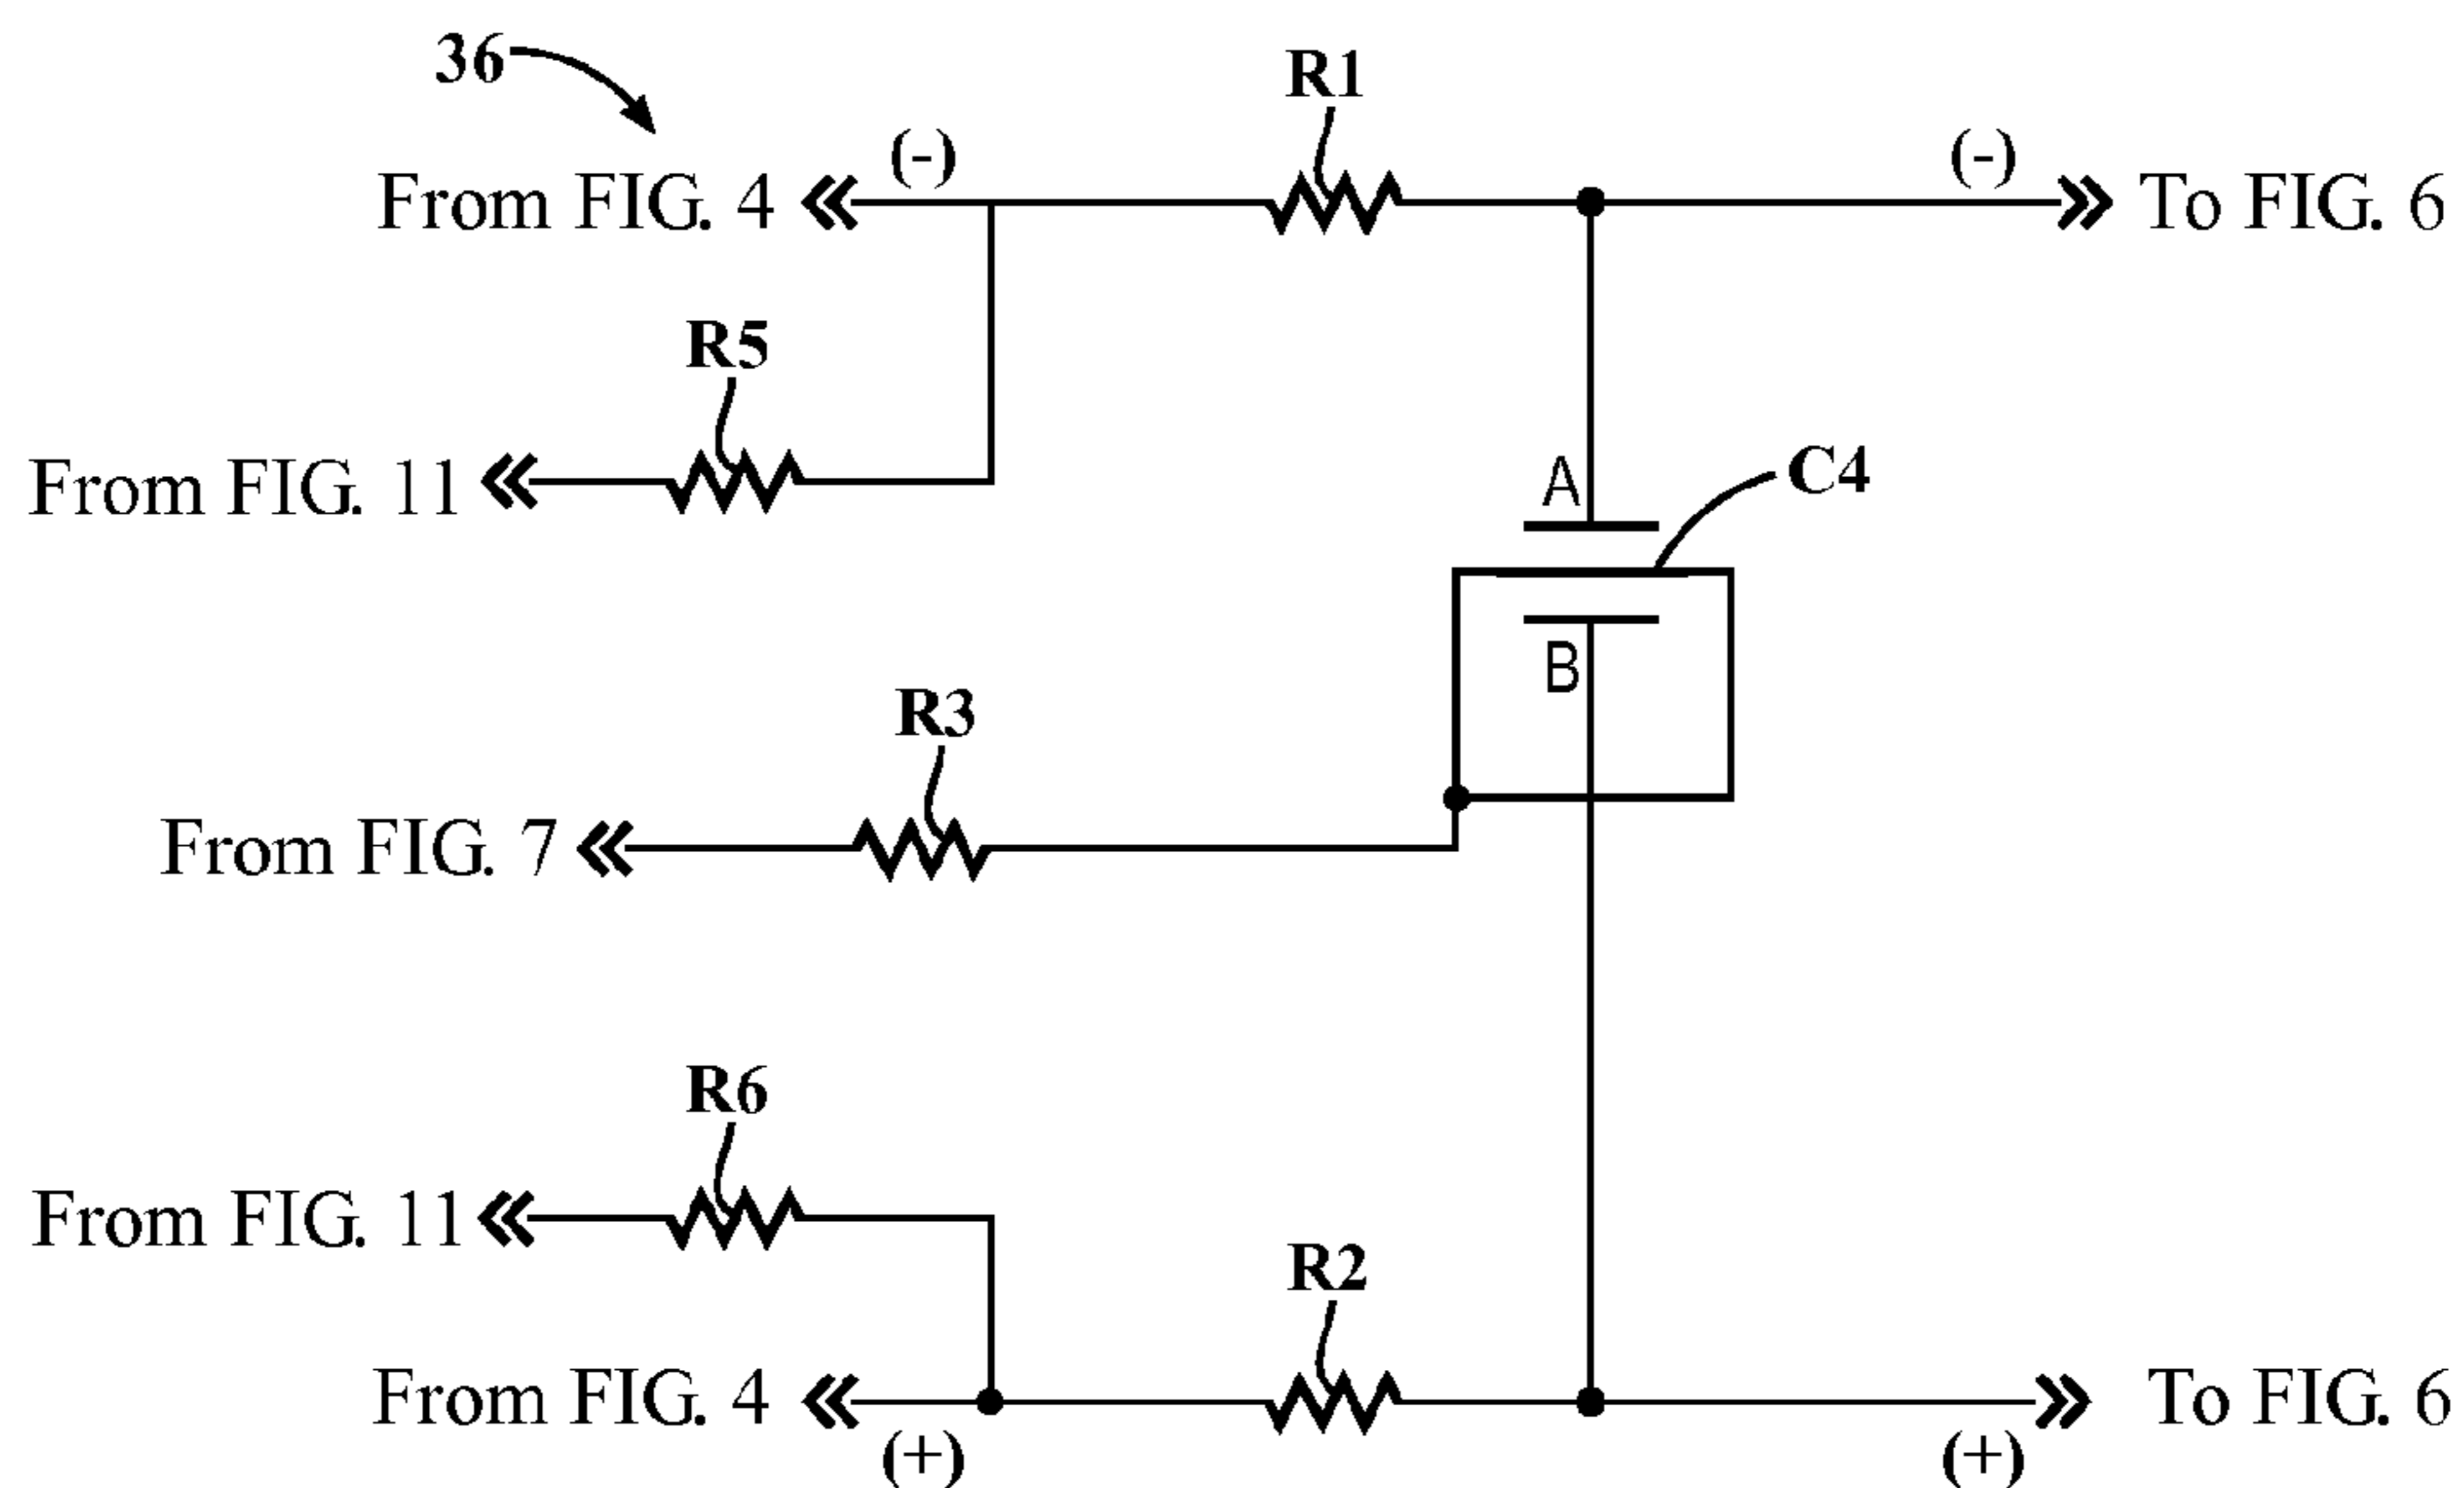 36
R1
(-)
(-)
From FIG. 4
To FIG. 6
R5
From FIG. 11
A
C4
B
R3
From FIG. 7
R6
From FIG. 11
R2
From FIG. 4
To FIG. 6
(+)
(+)